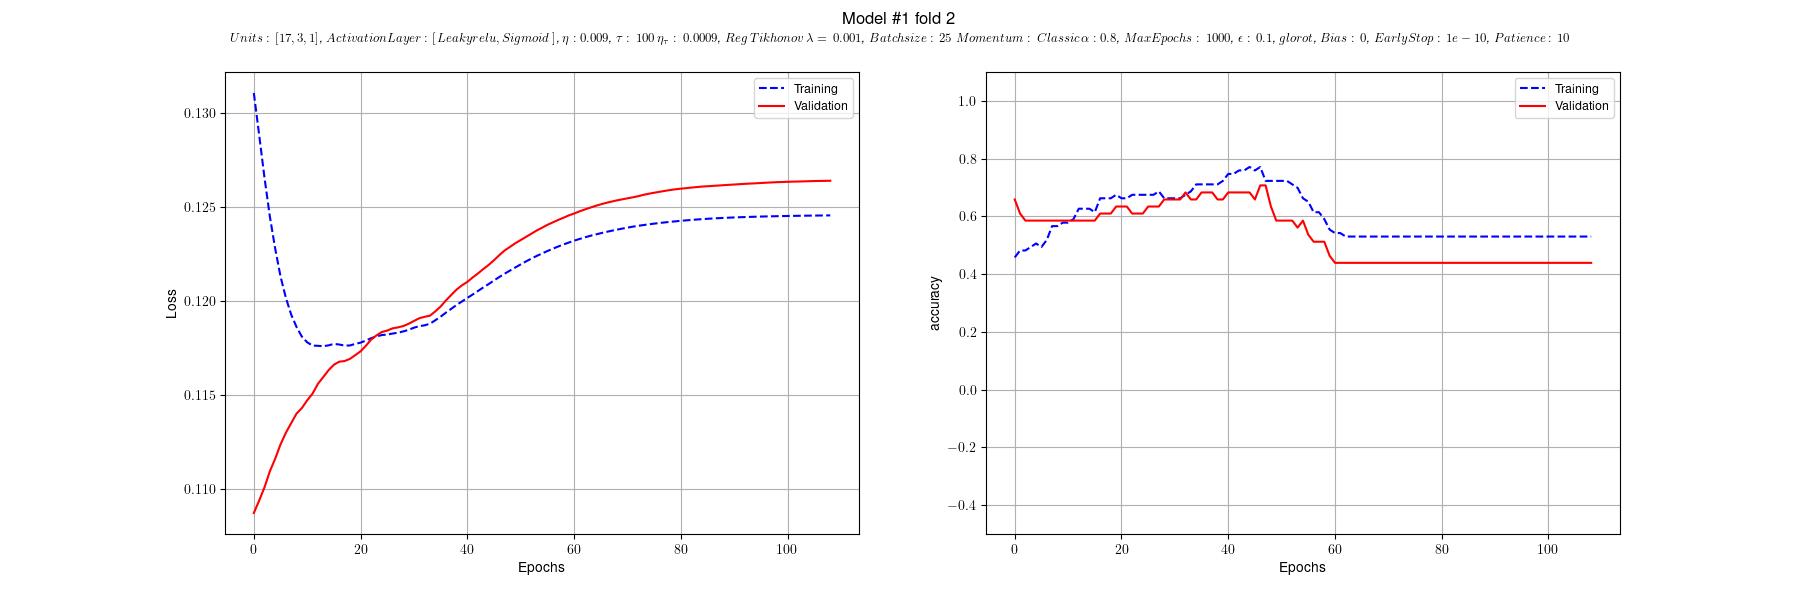 Model #1 fold 2
Units : [17, 3, 1], ActivationLayer : [Leakyrelu, Sigmoid ], η : 0.009, τ : 100 η_τ : 0.0009, Reg Tikhonov λ = 0.001, Batchsize : 25 Momentum : Classic α : 0.8, MaxEpochs : 1000, ϵ : 0.1, glorot, Bias : 0, EarlyStop : 1e − 10, Patience : 10
Training
Validation
0.130
0.125
0.120
0.115
0.110
Loss
0 20 40 60 80 100
Epochs
Training
Validation
1.0
0.8
0.6
0.4
0.2
0.0
−0.2
−0.4
accuracy
0 20 40 60 80 100
Epochs